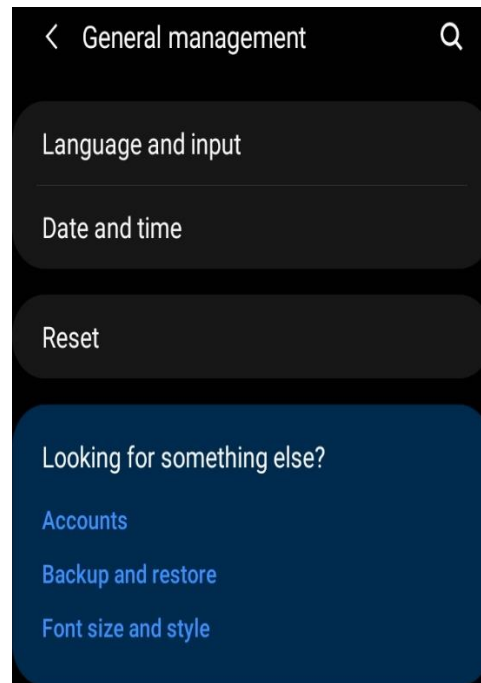 General management
Language and input
Date and time
Reset
Looking for something else?
Accounts
Backup and restore
Font size and style